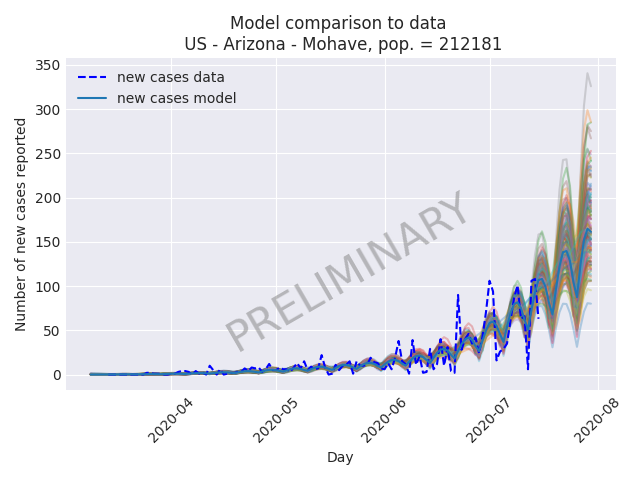 Model comparison to data
US - Arizona - Mohave, pop. = 212181
350
300
250
200
150
100
50
0
Number of new cases reported
new cases data
new cases model
PRELIMINARY
2020-04
2020-05
2020-06
2020-07
2020-08
Day